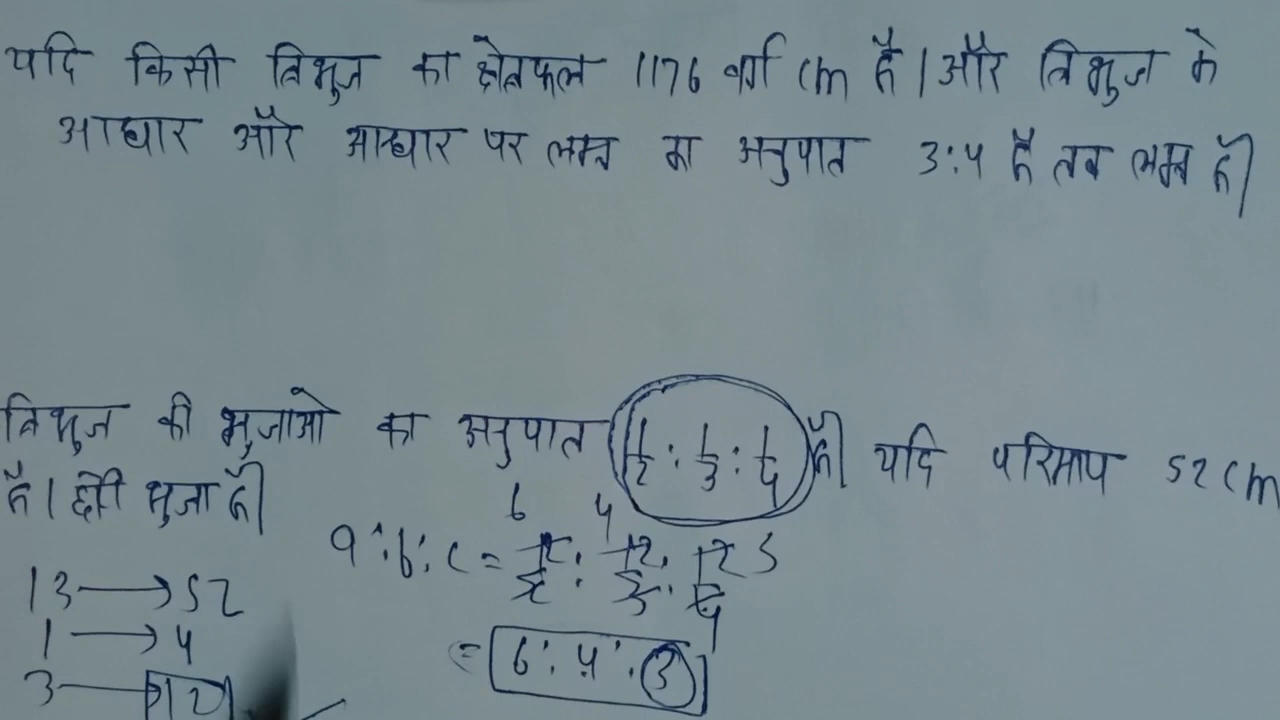 यदि किसी त्रिभुज का क्षेत्रफल 1176 वर्ग cm है। और त्रिभुज के
आधार और आधार पर लम्ब का अनुपात 3:4 है तब लम्ब है।
त्रिभुज की भुजाओ का अनुपात 1/2 : 1/3 : 1/4 है। यदि परिमाप 52 cm
है। छोटी भुजा है।
6 4
a:b:c = 12/2 : 12/3 : 12/4 3
13 → 52
= 6:4:3
1 → 4
3 → 12